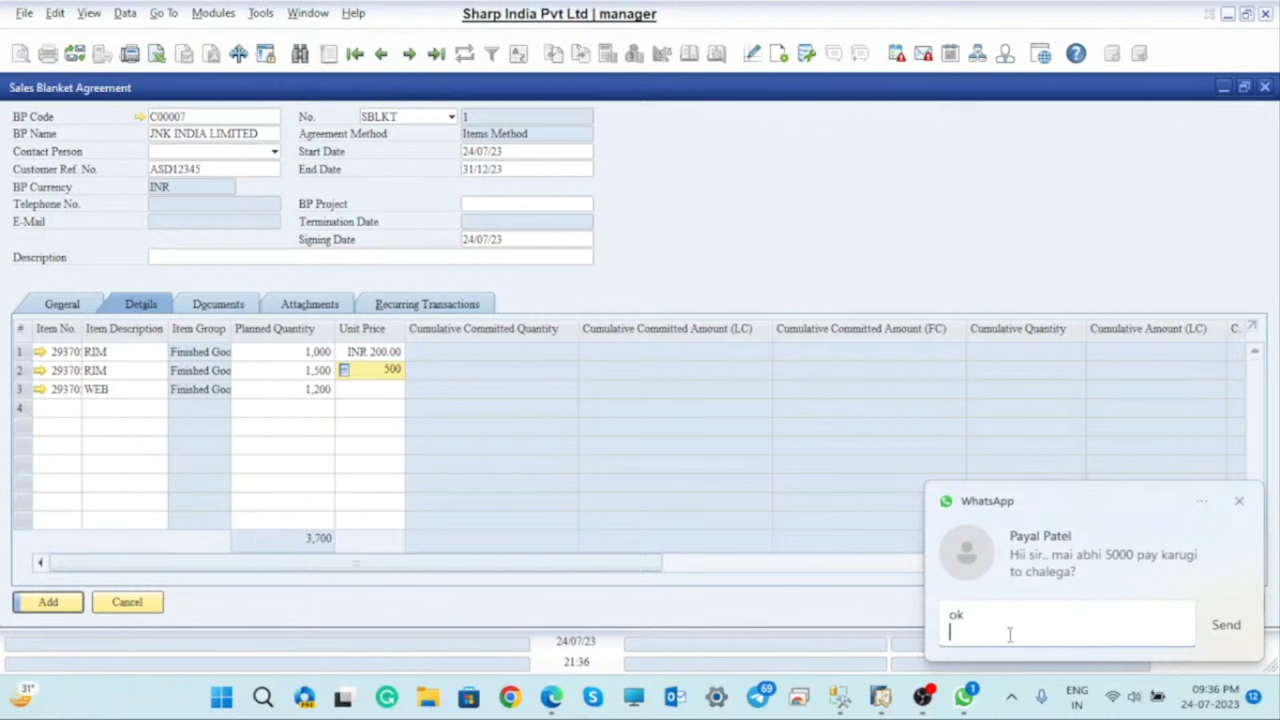 File Edit View Data Go To Modules Tools Window Help Sharp India Pvt Ltd | manager
Sales Blanket Agreement
BP Code C00007 No. SBLKT 1
BP Name JNK INDIA LIMITED Agreement Method Items Method
Contact Person Start Date 24/07/23
Customer Ref. No. ASD12345 End Date 31/12/23
BP Currency INR
Telephone No. BP Project
E-Mail Termination Date
Signing Date 24/07/23
Description
General Details Documents Attachments Recurring Transactions
# Item No. Item Description Item Group Planned Quantity Unit Price Cumulative Committed Quantity Cumulative Committed Amount (LC) Cumulative Committed Amount (FC) Cumulative Quantity Cumulative Amount (LC) C.
1 29370 RIM Finished Goo 1,000 INR 200.00
2 29370 RIM Finished Goo 1,500 500
3 29370 WEB Finished Goo 1,200
4
3,700
Add Cancel
WhatsApp
Payal Patel
Hii sir.. mai abhi 5000 pay karugi
to chalega?
ok
Send
24/07/23
21:36
31°
PRE
69
1
ENG
IN
09:36 PM
24-07-2023
12